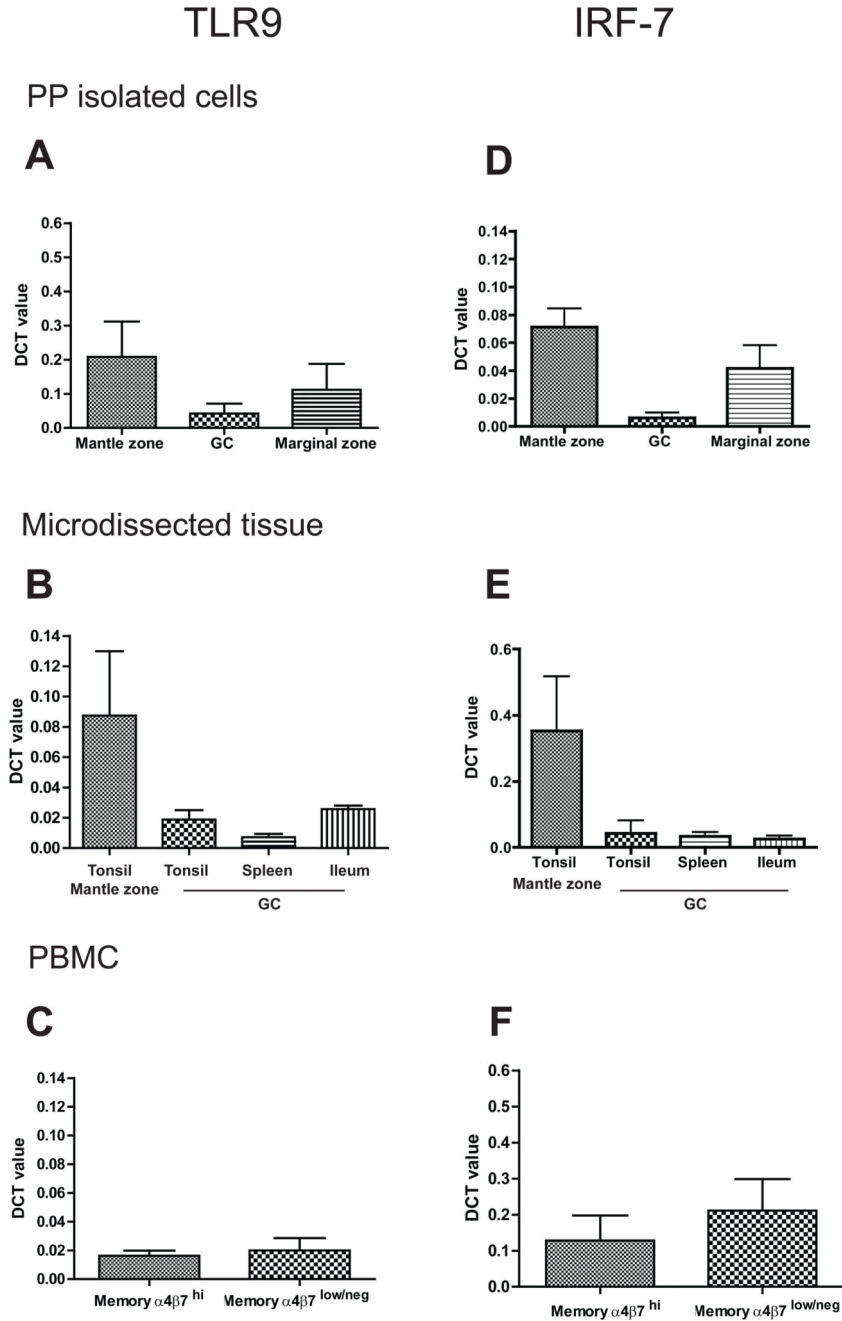 TLR9
IRF-7
PP isolated cells
A
DCT value
0.6
0.5
0.4
0.3
0.2
0.1
0.0
Mantle zone GC Marginal zone
D
DCT value
0.14
0.12
0.10
0.08
0.06
0.04
0.02
0.00
Mantle zone GC Marginal zone
Microdissected tissue
B
DCT value
0.14
0.12
0.10
0.08
0.06
0.04
0.02
0.00
Tonsil Tonsil Spleen Ileum
Mantle zone
GC
E
DCT value
0.6
0.4
0.2
0.0
Tonsil Tonsil Spleen Ileum
Mantle zone
GC
PBMC
C
DCT value
0.14
0.12
0.10
0.08
0.06
0.04
0.02
0.00
Memory α4β7 hi Memory α4β7 low/neg
F
DCT value
0.6
0.5
0.4
0.3
0.2
0.1
0.0
Memory α4β7 hi Memory α4β7 low/neg